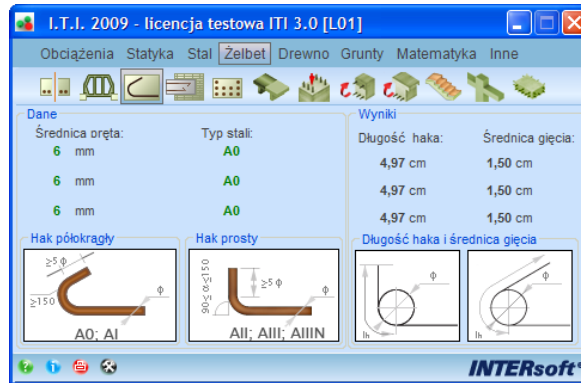 I.T.I. 2009 - licencja testowa ITI 3.0 [L01]
Obciążenia Statyka Stal Żelbet Drewno Grunty Matematyka Inne
Dane
Średnica oręta: Typ stali:
6 mm A0
6 mm A0
6 mm A0
Wyniki
Długość haka: Średnica gięcia:
4,97 cm 1,50 cm
4,97 cm 1,50 cm
4,97 cm 1,50 cm
Hak półokrągły
≥5 ϕ
≥150
ϕ
A0; AI
Hak prosty
90≤ α ≤150
≥5 ϕ
ϕ
AII; AIII; AIIIN
Długość haka i średnica gięcia
ϕ
lh
ϕ
lh
INTERsoft